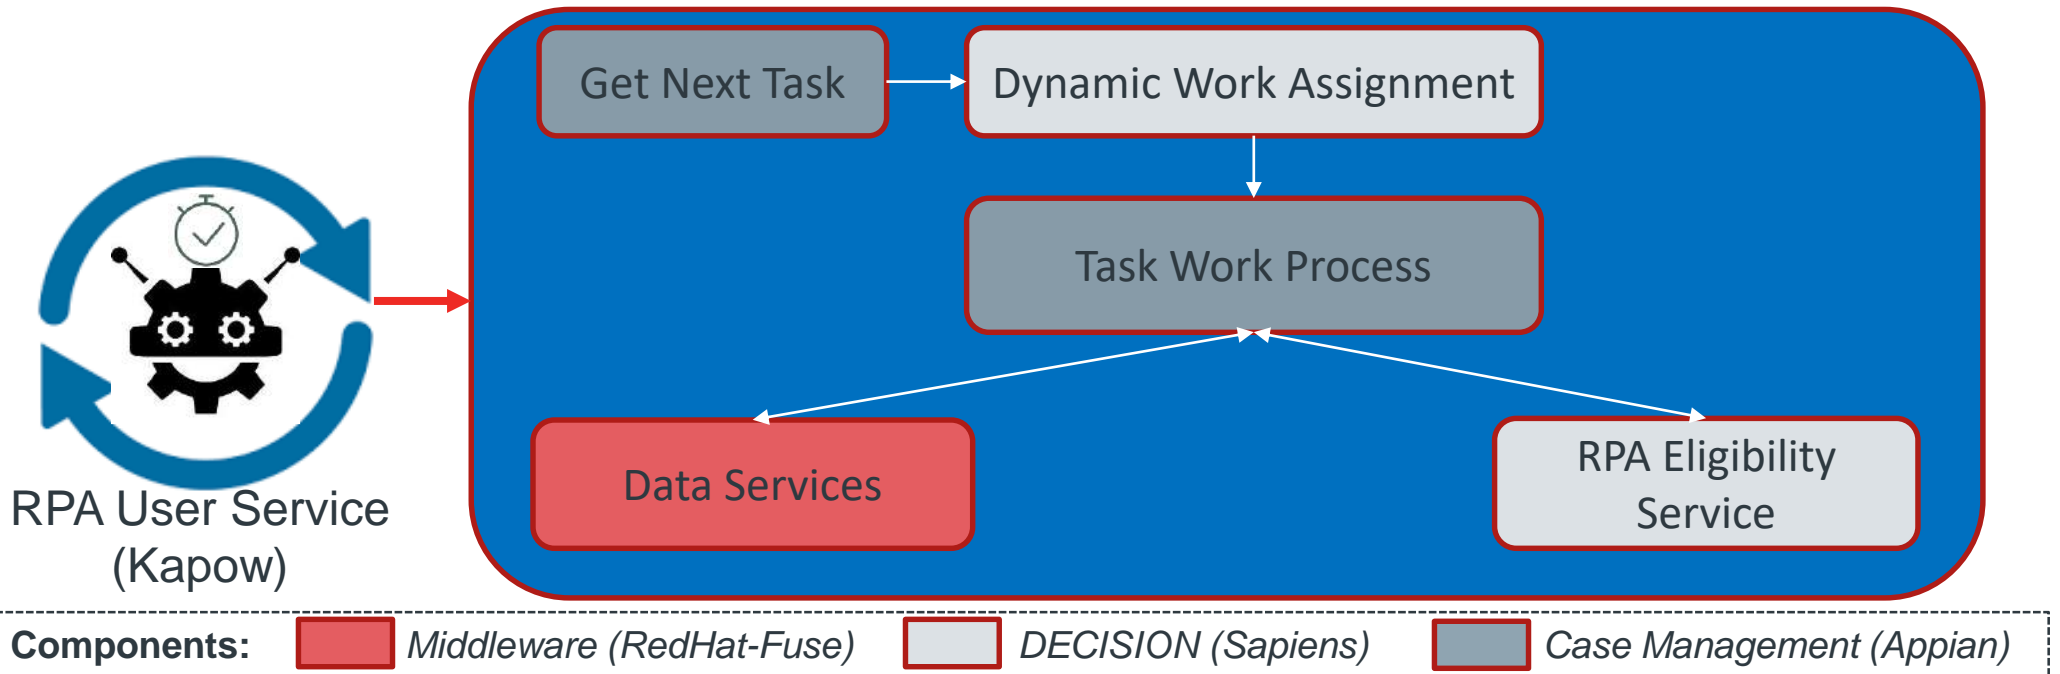 Get Next Task
Dynamic Work Assignment
Task Work Process
Data Services
RPA Eligibility
Service
RPA User Service
(Kapow)
Components:
Middleware (RedHat-Fuse)
DECISION (Sapiens)
Case Management (Appian)